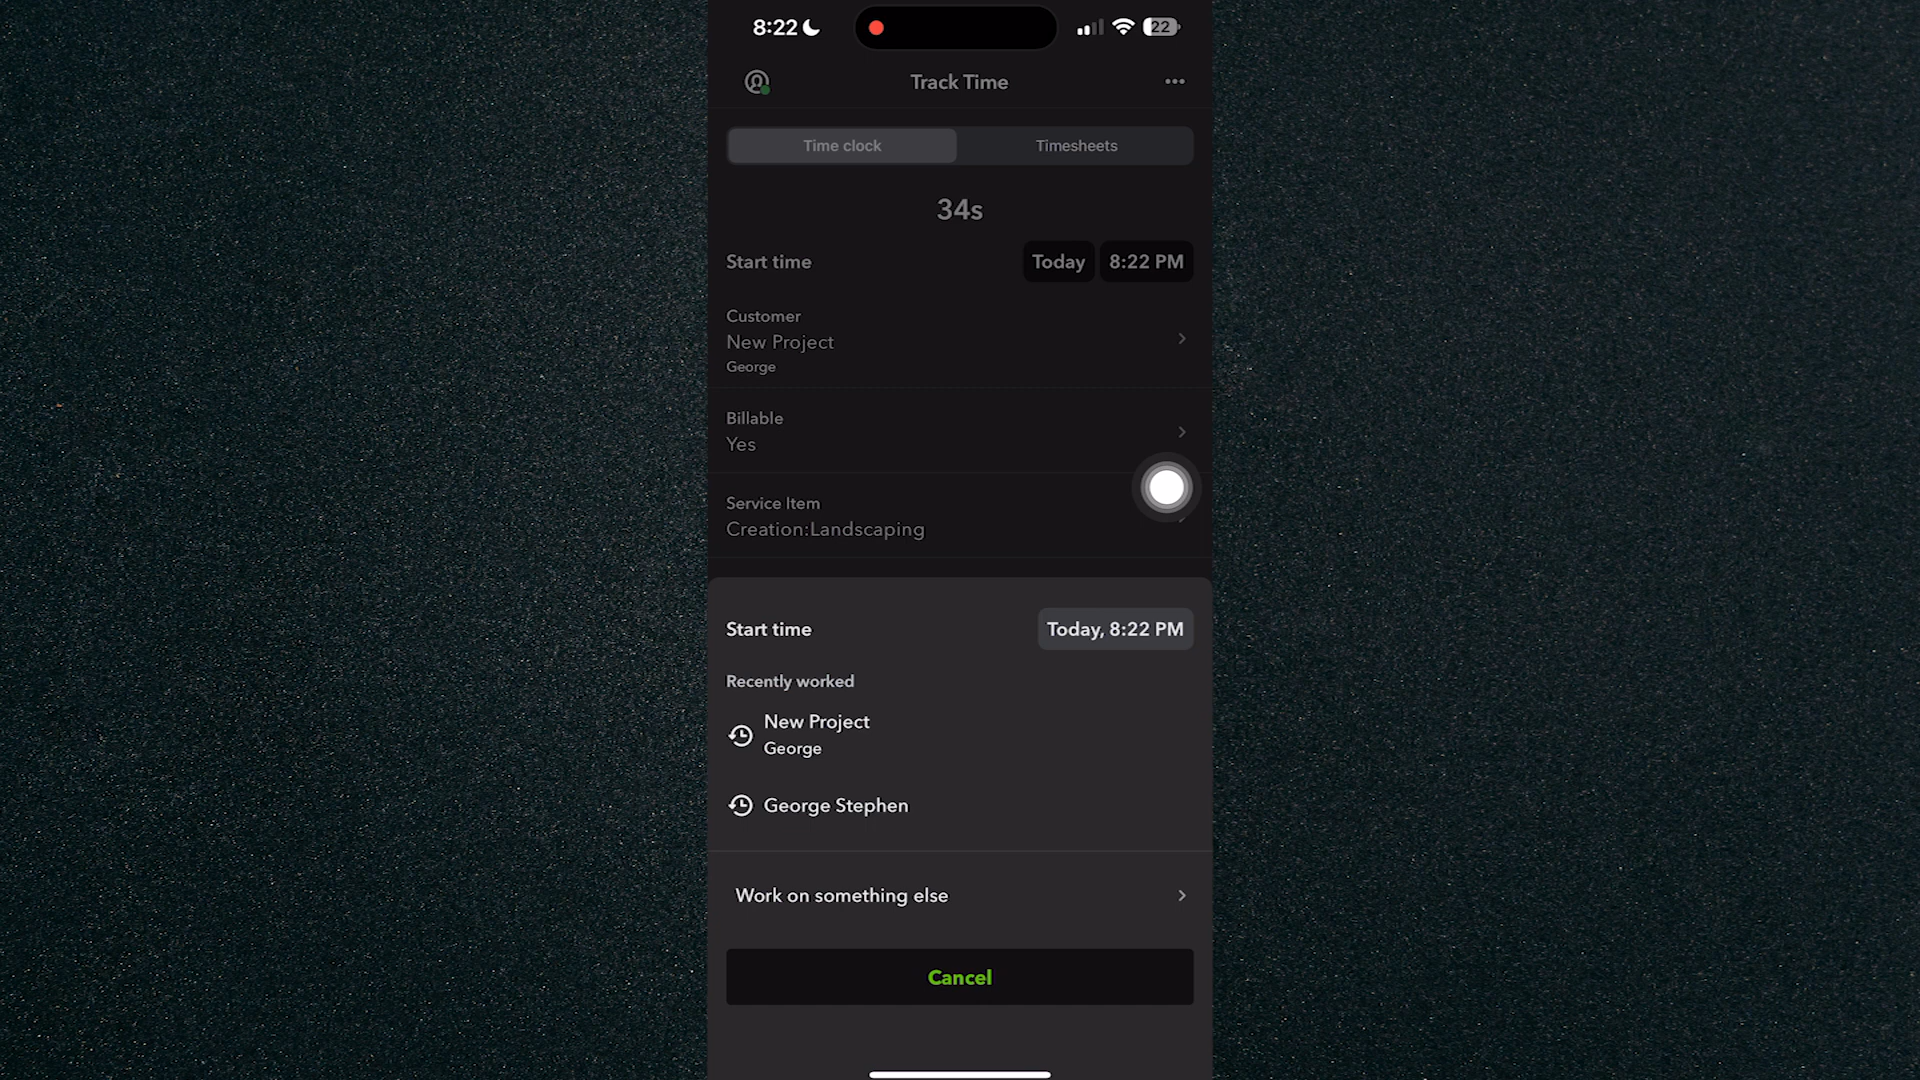 8:22
22
Track Time
Time clock
Timesheets
34s
Start time
Today
8:22 PM
Customer
New Project
George
Billable
Yes
Service Item
Creation:Landscaping
Start time
Today, 8:22 PM
Recently worked
New Project
George
George Stephen
Work on something else
Cancel